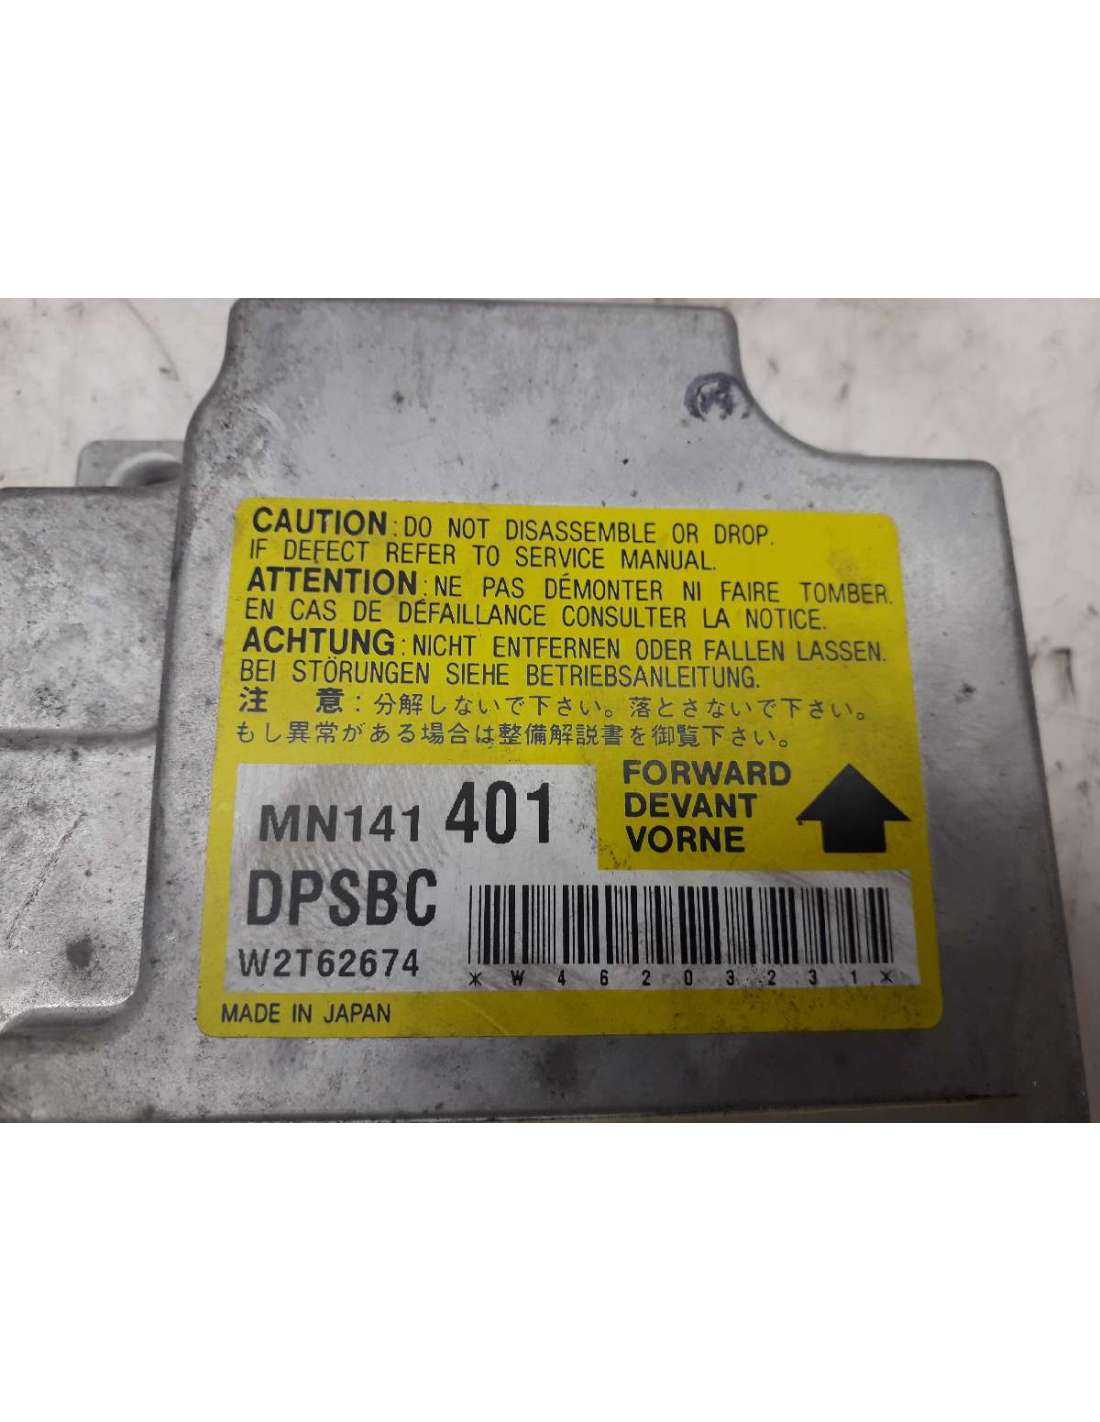 CAUTION : DO NOT DISASSEMBLE OR DROP.
IF DEFECT REFER TO SERVICE MANUAL.
ATTENTION : NE PAS DÉMONTER NI FAIRE TOMBER.
EN CAS DE DÉFAILLANCE CONSULTER LA NOTICE.
ACHTUNG : NICHT ENTFERNEN ODER FALLEN LASSEN.
BEI STÖRUNGEN SIEHE BETRIEBSANLEITUNG.
注 意 : 分解しないで下さい。落とさないで下さい。
もし異常がある場合は整備解説書を御覧下さい。
FORWARD
DEVANT
VORNE
MN141 401
DPSBC
W2T62674
*W46203231*
MADE IN JAPAN